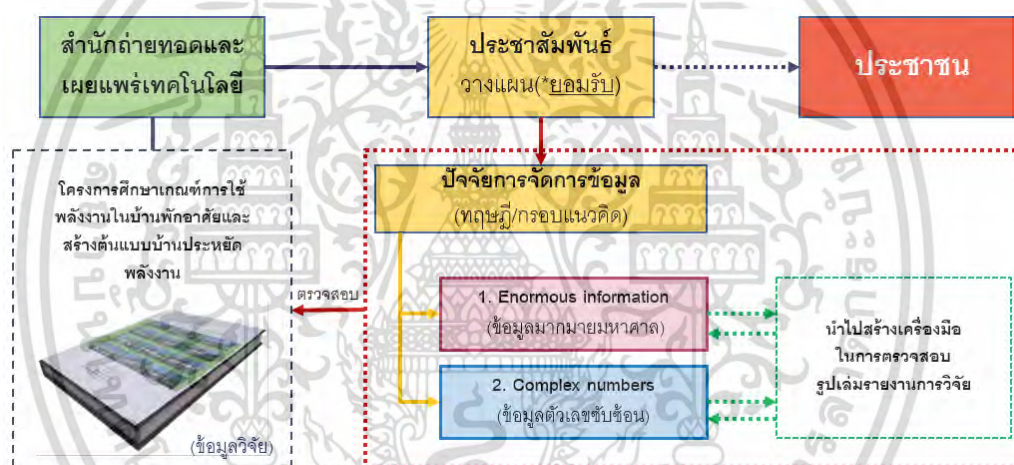 สำนักถ่ายทอดและ
เผยแพร่เทคโนโลยี
ประชาสัมพันธ์
วางแผน(*ยอมรับ)
ประชาชน
โครงการศึกษาเกณฑ์การใช้
พลังงานในบ้านพักอาศัยและ
สร้างต้นแบบบ้านประหยัด
พลังงาน
(ข้อมูลวิจัย)
ตรวจสอบ
ปัจจัยการจัดการข้อมูล
(ทฤษฎี/กรอบแนวคิด)
1. Enormous information
(ข้อมูลมากมายมหาศาล)
2. Complex numbers
(ข้อมูลตัวเลขซับซ้อน)
นำไปสร้างเครื่องมือ
ในการตรวจสอบ
รูปเล่มรายงานการวิจัย